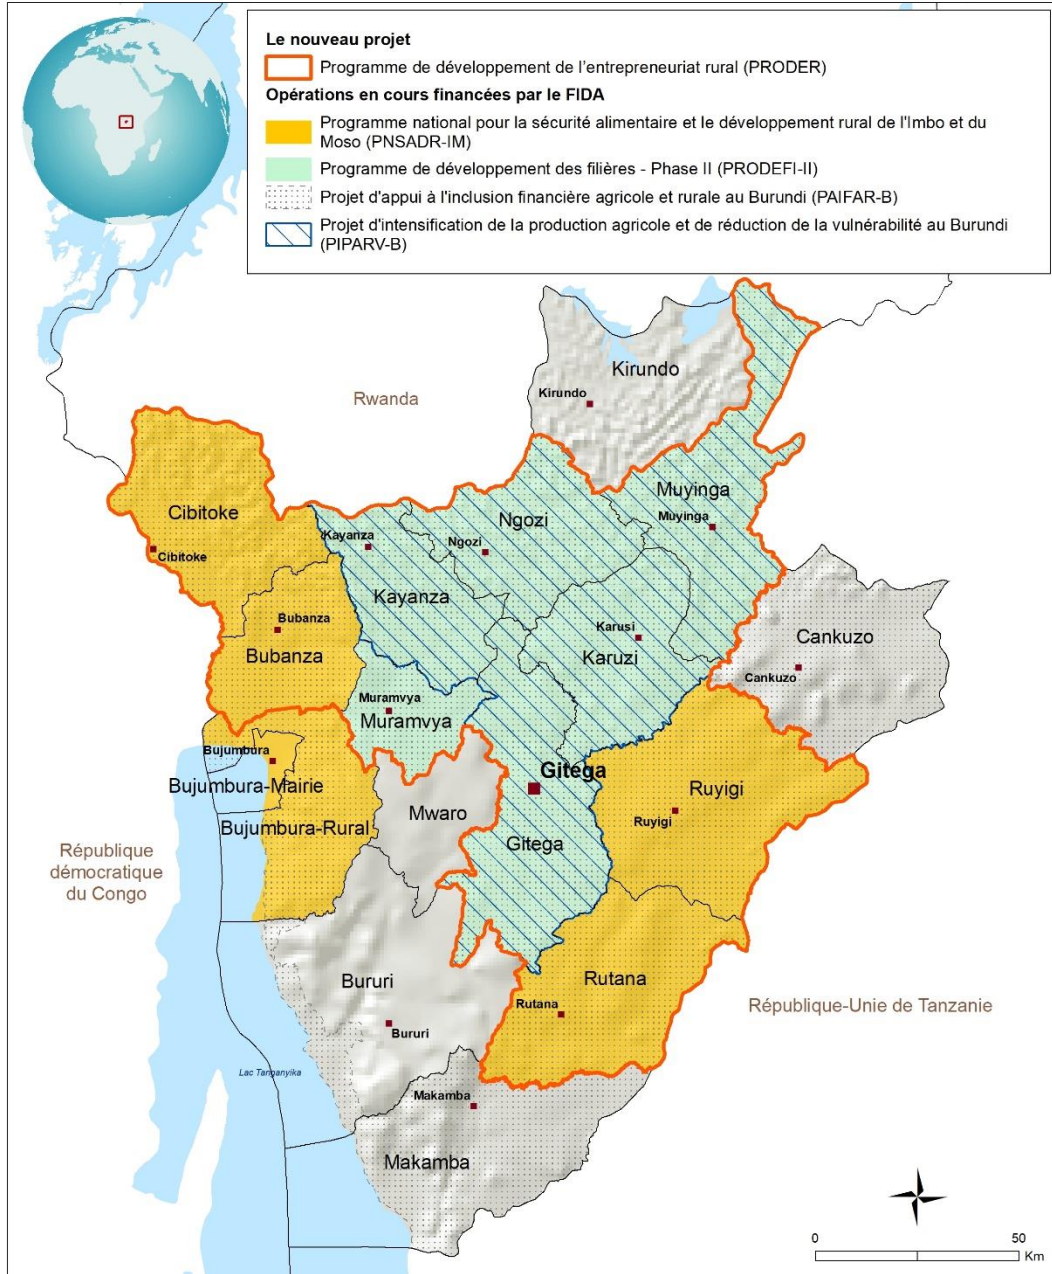 Le nouveau projet
Programme de développement de l'entrepreneuriat rural (PRODER)
Opérations en cours financées par le FIDA
Programme national pour la sécurité alimentaire et le développement rural de l'Imbo et du
Moso (PNSADR-IM)
Programme de développement des filières - Phase II (PRODEFI-II)
Projet d'appui à l'inclusion financière agricole et rurale au Burundi (PAIFAR-B)
Projet d'intensification de la production agricole et de réduction de la vulnérabilité au Burundi
(PIPARV-B)
Kirundo
Kirundo
Rwanda
Cibitoke
Cibitoke
Kayanza
Kayanza
Ngozi
Ngozi
Muyinga
Muyinga
Bubanza
Bubanza
Karusi
Karuzi
Cankuzo
Cankuzo
Muramvya
Muramvya
Bujumbura
Bujumbura-Mairie
Bujumbura-Rural
Mwaro
Gitega
Gitega
Ruyigi
Ruyigi
République
démocratique
du Congo
Bururi
Bururi
Rutana
Rutana
République-Unie de Tanzanie
Lac Tanganyika
Makamba
Makamba
0
50
Km